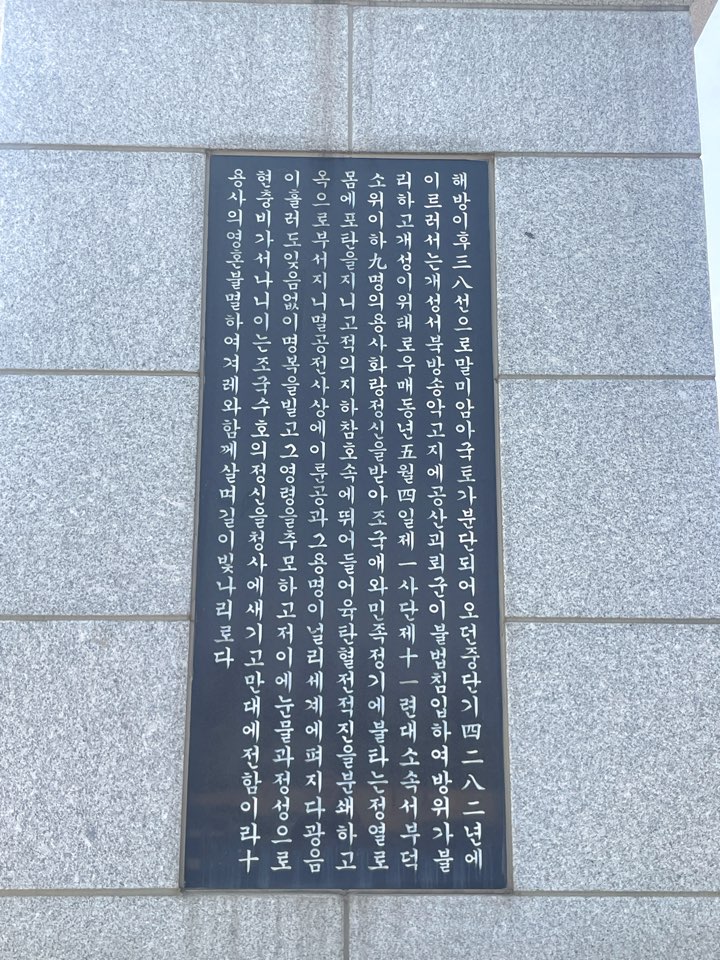 해방이후三八선으로말미암아국토가분단되어오던중단기四二八二년에
이르러서는개성서북방송악고지에공산괴뢰군이불법침입하여방위가불
리하고개성이위태로우매동년五월四일제一사단제十一련대소속서부덕
소위이하九명의용사화랑정신을받아조국애와민족정기에불타는정열로
몸에포탄을지니고적의지하참호속에뛰어들어육탄혈전적진을분쇄하고
옥으로부서지니멸공전사상에이룬공과그용명이널리세계에퍼지다광음
이흘러도잊음없이명복을빌고그영령을추모하고저이에눈물과정성으로
현충비가서나니이는조국수호의정신을청사에새기고만대에전함이라十
용사의영혼불멸하여겨레와함께살며길이빛나리로다